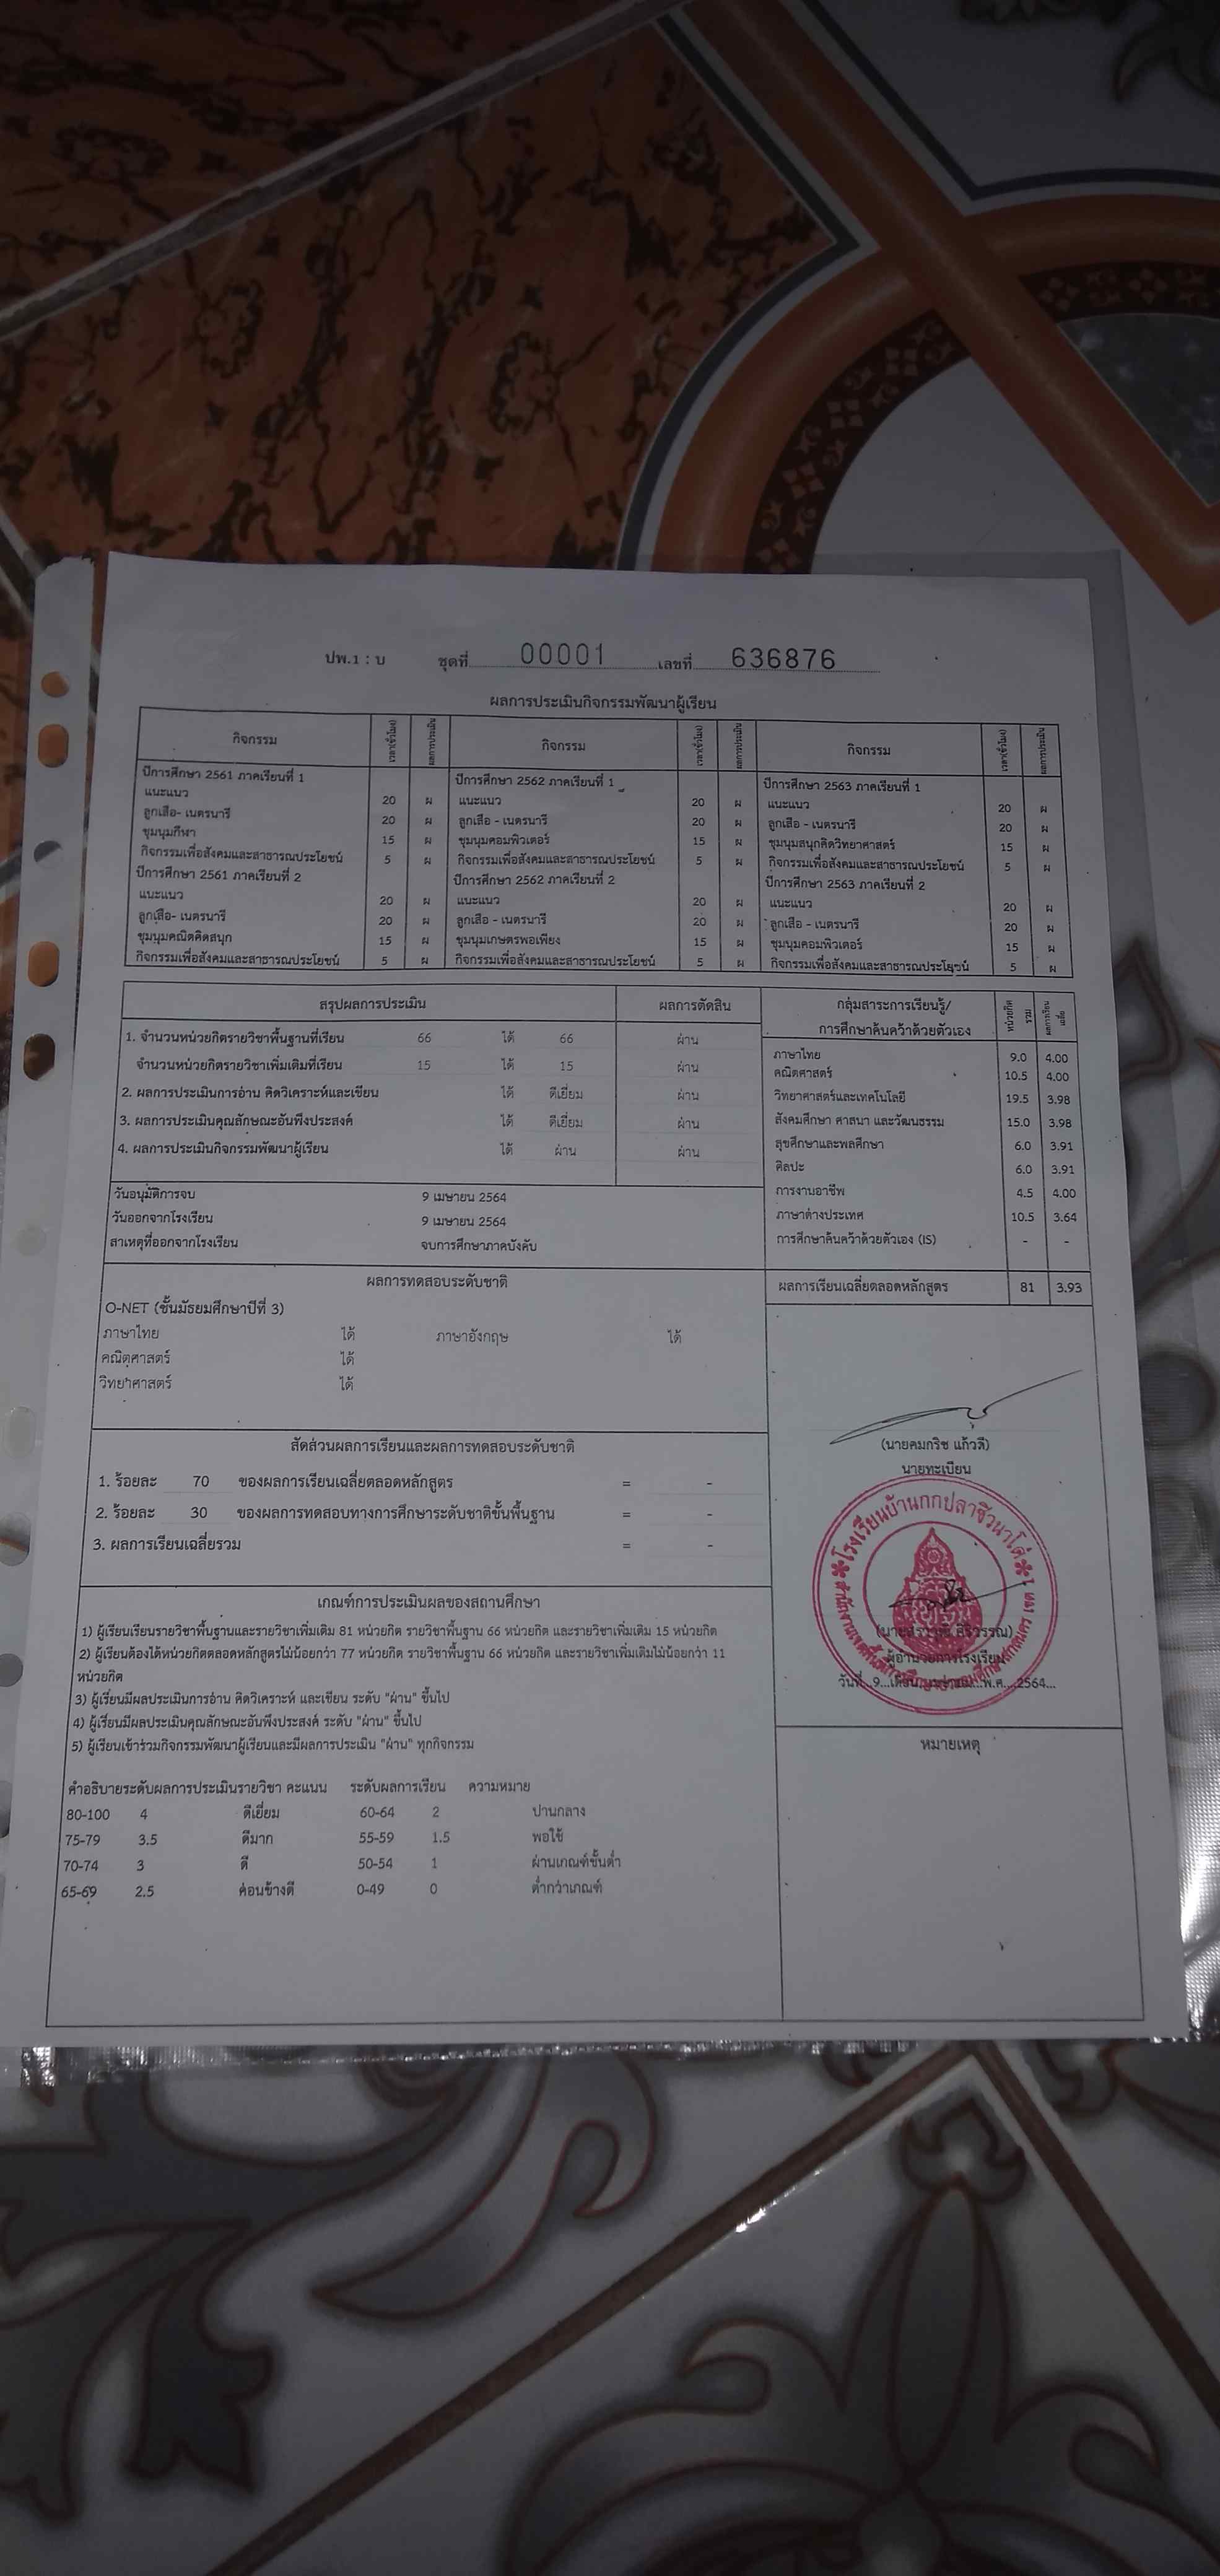 ปพ.1 : บ ชุดที่ 00001 เลขที่ 636876
ผลการประเมินกิจกรรมพัฒนาผู้เรียน
กิจกรรม เวลา(ชั่วโมง) ผลการประเมิน กิจกรรม เวลา(ชั่วโมง) ผลการประเมิน กิจกรรม เวลา(ชั่วโมง) ผลการประเมิน
ปีการศึกษา 2561 ภาคเรียนที่ 1 ปีการศึกษา 2562 ภาคเรียนที่ 1 ปีการศึกษา 2563 ภาคเรียนที่ 1
แนะแนว 20 ผ แนะแนว 20 ผ แนะแนว 20 ผ
ลูกเสือ- เนตรนารี 20 ผ ลูกเสือ - เนตรนารี 20 ผ ลูกเสือ - เนตรนารี 20 ผ
ชุมนุมกีฬา 15 ผ ชุมนุมคอมพิวเตอร์ 15 ผ ชุมนุมสนุกคิดวิทยาศาสตร์ 15 ผ
กิจกรรมเพื่อสังคมและสาธารณประโยชน์ 5 ผ กิจกรรมเพื่อสังคมและสาธารณประโยชน์ 5 ผ กิจกรรมเพื่อสังคมและสาธารณประโยชน์ 5 ผ
ปีการศึกษา 2561 ภาคเรียนที่ 2 ปีการศึกษา 2562 ภาคเรียนที่ 2 ปีการศึกษา 2563 ภาคเรียนที่ 2
แนะแนว 20 ผ แนะแนว 20 ผ แนะแนว 20 ผ
ลูกเสือ- เนตรนารี 20 ผ ลูกเสือ - เนตรนารี 20 ผ ลูกเสือ - เนตรนารี 20 ผ
ชุมนุมคณิตคิดสนุก 15 ผ ชุมนุมเกษตรพอเพียง 15 ผ ชุมนุมคอมพิวเตอร์ 15 ผ
กิจกรรมเพื่อสังคมและสาธารณประโยชน์ 5 ผ กิจกรรมเพื่อสังคมและสาธารณประโยชน์ 5 ผ กิจกรรมเพื่อสังคมและสาธารณประโยชน์ 5 ผ
สรุปผลการประเมิน ผลการตัดสิน
1. จำนวนหน่วยกิตรายวิชาพื้นฐานที่เรียน 66 ได้ 66 ผ่าน
จำนวนหน่วยกิตรายวิชาเพิ่มเติมที่เรียน 15 ได้ 15 ผ่าน
2. ผลการประเมินการอ่าน คิดวิเคราะห์และเขียน ได้ ดีเยี่ยม ผ่าน
3. ผลการประเมินคุณลักษณะอันพึงประสงค์ ได้ ดีเยี่ยม ผ่าน
4. ผลการประเมินกิจกรรมพัฒนาผู้เรียน ได้ ผ่าน ผ่าน
วันอนุมัติการจบ 9 เมษายน 2564
วันออกจากโรงเรียน 9 เมษายน 2564
สาเหตุที่ออกจากโรงเรียน จบการศึกษาภาคบังคับ
กลุ่มสาระการเรียนรู้/
การศึกษาค้นคว้าด้วยตัวเอง หน่วยกิตรวม ผลการเรียนเฉลี่ย
ภาษาไทย 9.0 4.00
คณิตศาสตร์ 10.5 4.00
วิทยาศาสตร์และเทคโนโลยี 19.5 3.98
สังคมศึกษา ศาสนา และวัฒนธรรม 15.0 3.98
สุขศึกษาและพลศึกษา 6.0 3.91
ศิลปะ 6.0 3.91
การงานอาชีพ 4.5 4.00
ภาษาต่างประเทศ 10.5 3.64
การศึกษาค้นคว้าด้วยตัวเอง (IS) - -
ผลการเรียนเฉลี่ยตลอดหลักสูตร 81 3.93
ผลการทดสอบระดับชาติ
O-NET (ชั้นมัธยมศึกษาปีที่ 3)
ภาษาไทย ได้ ภาษาอังกฤษ ได้
คณิตศาสตร์ ได้
วิทยาศาสตร์ ได้
สัดส่วนผลการเรียนและผลการทดสอบระดับชาติ
1. ร้อยละ 70 ของผลการเรียนเฉลี่ยตลอดหลักสูตร = -
2. ร้อยละ 30 ของผลการทดสอบทางการศึกษาระดับชาติขั้นพื้นฐาน = -
3. ผลการเรียนเฉลี่ยรวม = -
(นายคมกริช แก้วลี)
นายทะเบียน
โรงเรียนบ้านกกปลาซิวนาโต่
ศิริวรรณ)
ผู้อำนวยการโรงเรียน
วันที่...9...เดือน...พ.ศ....2564...
หมายเหตุ
เกณฑ์การประเมินผลของสถานศึกษา
1) ผู้เรียนเรียนรายวิชาพื้นฐานและรายวิชาเพิ่มเติม 81 หน่วยกิต รายวิชาพื้นฐาน 66 หน่วยกิต และรายวิชาเพิ่มเติม 15 หน่วยกิต
2) ผู้เรียนต้องได้หน่วยกิตตลอดหลักสูตรไม่น้อยกว่า 77 หน่วยกิต รายวิชาพื้นฐาน 66 หน่วยกิต และรายวิชาเพิ่มเติมไม่น้อยกว่า 11
หน่วยกิต
3) ผู้เรียนมีผลประเมินการอ่าน คิดวิเคราะห์ และเขียน ระดับ "ผ่าน" ขึ้นไป
4) ผู้เรียนมีผลประเมินคุณลักษณะอันพึงประสงค์ ระดับ "ผ่าน" ขึ้นไป
5) ผู้เรียนเข้าร่วมกิจกรรมพัฒนาผู้เรียนและมีผลการประเมิน "ผ่าน" ทุกกิจกรรม
คำอธิบายระดับผลการประเมินรายวิชา คะแนน ระดับผลการเรียน ความหมาย
80-100 4 ดีเยี่ยม 60-64 2 ปานกลาง
75-79 3.5 ดีมาก 55-59 1.5 พอใช้
70-74 3 ดี 50-54 1 ผ่านเกณฑ์ขั้นต่ำ
65-69 2.5 ค่อนข้างดี 0-49 0 ต่ำกว่าเกณฑ์